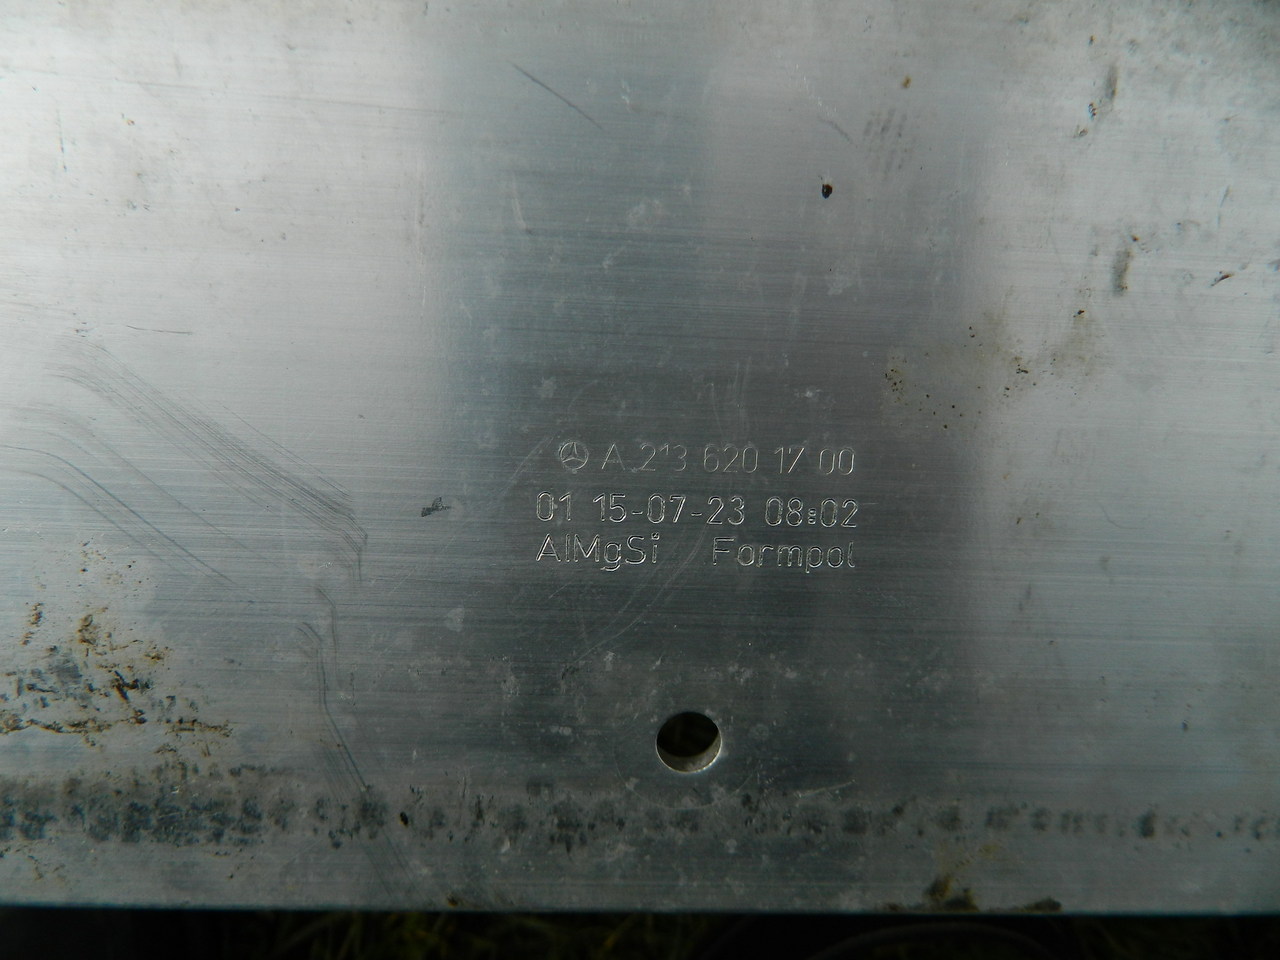 A 213 620 17 00
01 15-07-23 08:02
AlMgSi Formpol